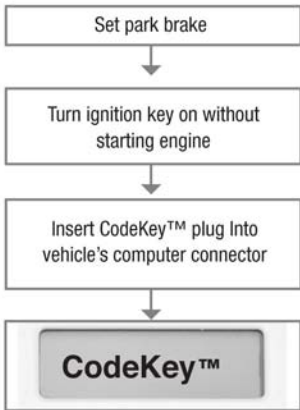 Set park brake
Turn ignition key on without
starting engine
Insert CodeKey™ plug Into
vehicle's computer connector
CodeKey™